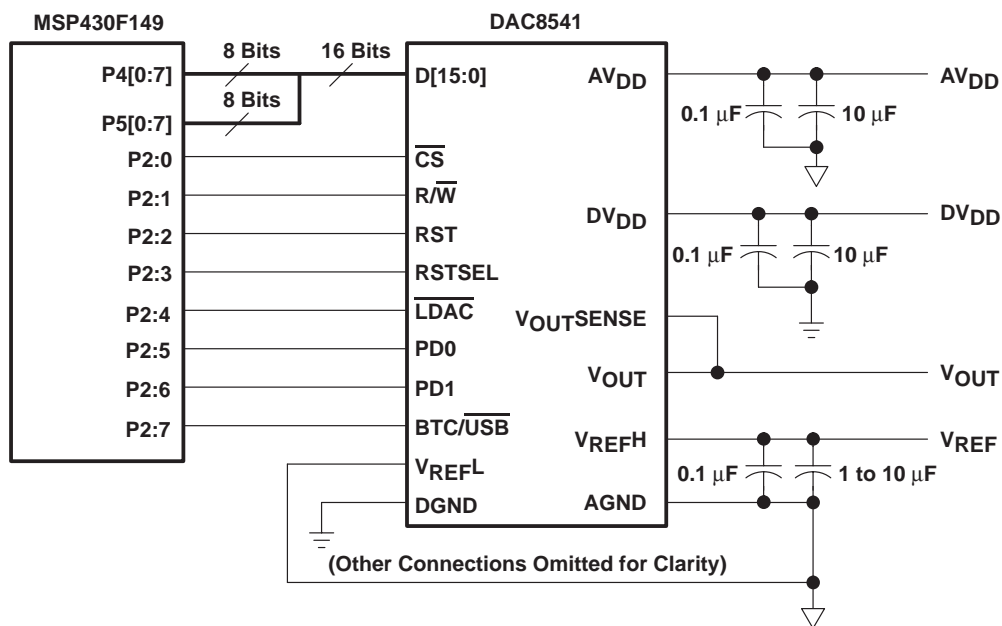 MSP430F149
DAC8541
P4[0:7]
8 Bits
16 Bits
D[15:0]
P5[0:7]
8 Bits
P2:0
CS
P2:1
R/W
P2:2
RST
P2:3
RSTSEL
P2:4
LDAC
P2:5
PD0
P2:6
PD1
P2:7
BTC/USB
VREFL
DGND
AVDD
AVDD
0.1 μF
10 μF
DVDD
DVDD
0.1 μF
10 μF
VOUTSENSE
VOUT
VOUT
VREFH
VREF
0.1 μF
1 to 10 μF
AGND
(Other Connections Omitted for Clarity)